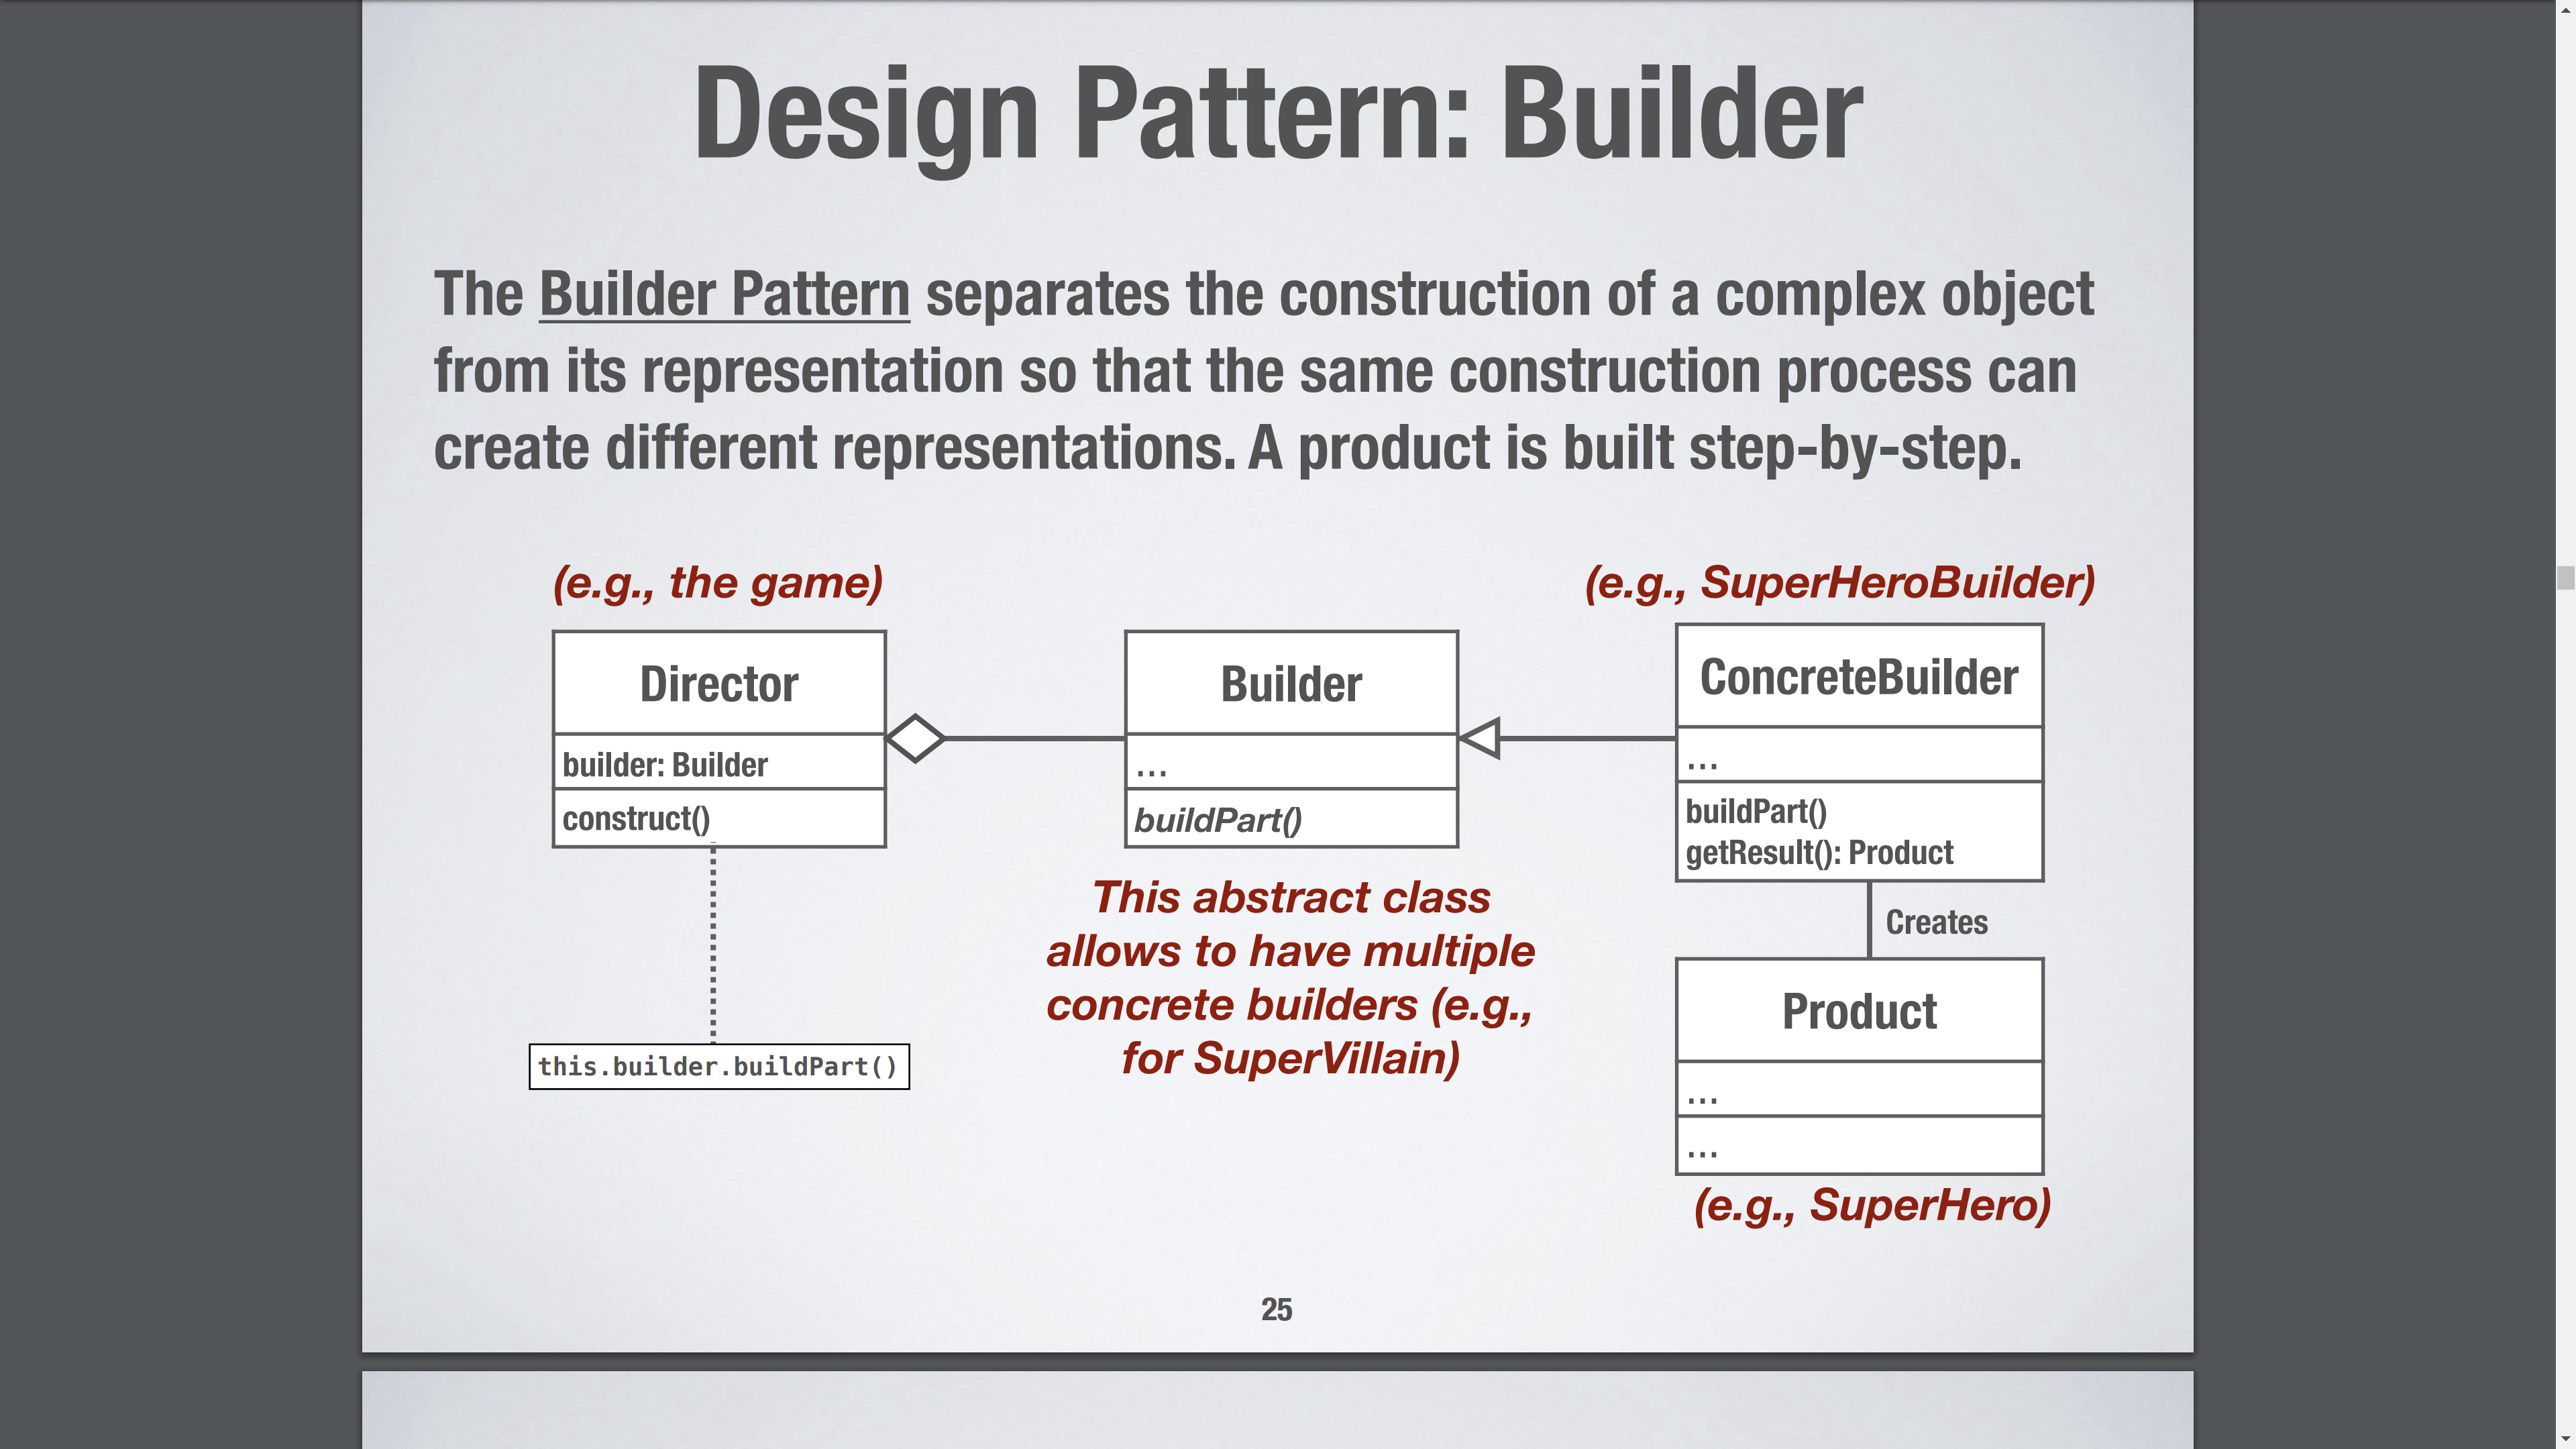 Design Pattern: Builder
The Builder Pattern separates the construction of a complex object
from its representation so that the same construction process can
create different representations. A product is built step-by-step.
(e.g., the game)
Director
builder: Builder
construct()
this.builder.buildPart()
Builder
...
buildPart()
This abstract class
allows to have multiple
concrete builders (e.g.,
for SuperVillain)
(e.g., SuperHeroBuilder)
ConcreteBuilder
...
buildPart()
getResult(): Product
Creates
Product
...
...
(e.g., SuperHero)
25